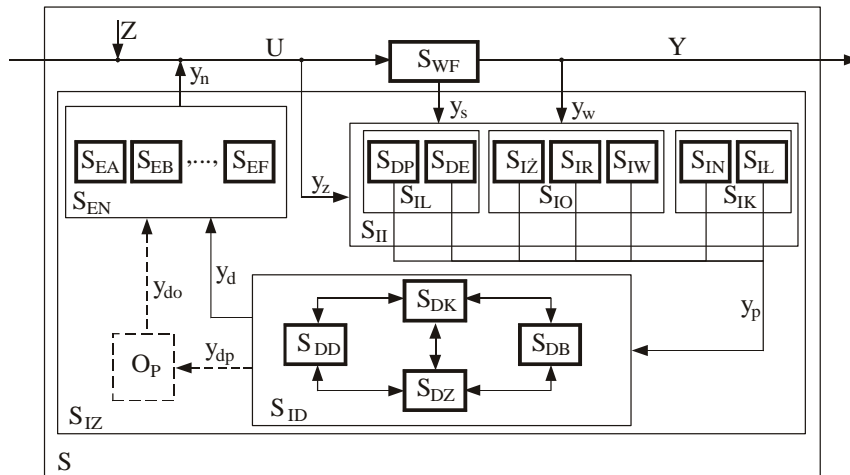 Z
U
Y
S_WF
y_n
y_s
y_w
S_EA S_EB ,..., S_EF
S_DP S_DE S_IŻ S_IR S_IW S_IN S_IŁ
y_z
S_IL S_IO S_IK
S_EN
S_II
y_do
y_d
y_p
S_DK
S_DD
S_DB
O_P
y_dp
S_DZ
S_IZ
S_ID
S